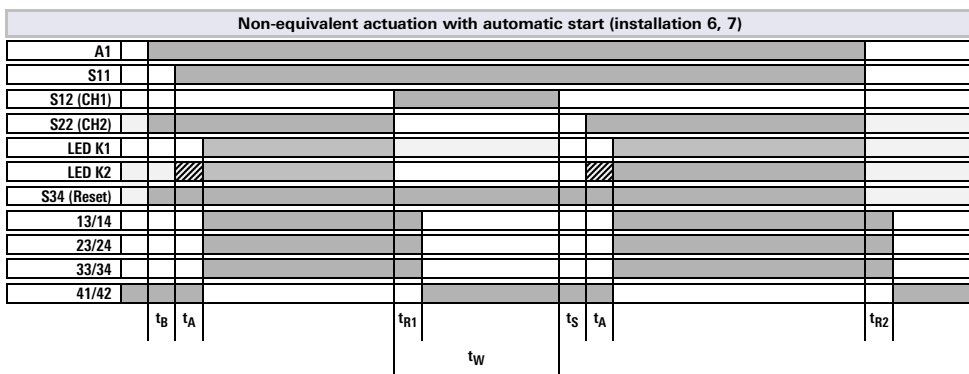 Non-equivalent actuation with automatic start (installation 6, 7)
A1
S11
S12 (CH1)
S22 (CH2)
LED K1
LED K2
S34 (Reset)
13/14
23/24
33/34
41/42
tB tA tR1 tS tA tR2
tW